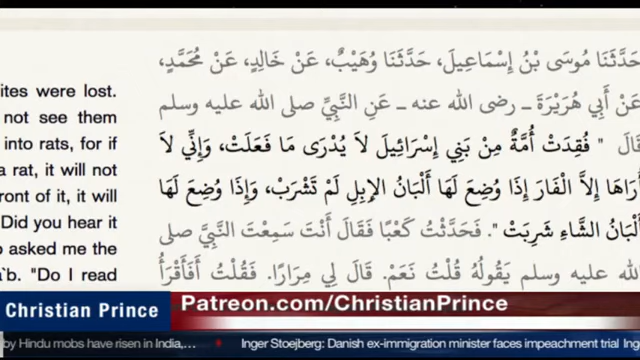 ites were lost.
not see them
into rats, for if
a rat, it will not
ront of it, it will
Did you hear it
o asked me the
a`b. "Do I read
حَدَّثَنَا مُوسَى بْنُ إِسْمَاعِيلَ، حَدَّثَنَا وُهَيْبٌ، عَنْ خَالِدٍ، عَنْ مُحَمَّدٍ،
عَنْ أَبِي هُرَيْرَةَ ـ رضى الله عنه ـ عَنِ النَّبِيِّ صلى الله عليه وسلم
قَالَ " فُقِدَتْ أُمَّةٌ مِنْ بَنِي إِسْرَائِيلَ لاَ يُدْرَى مَا فَعَلَتْ، وَإِنِّي لاَ
أُرَاهَا إِلاَّ الْفَارَ إِذَا وُضِعَ لَهَا أَلْبَانُ الإِبِلِ لَمْ تَشْرَبْ، وَإِذَا وُضِعَ لَهَا
أَلْبَانُ الشَّاءِ شَرِبَتْ ". فَحَدَّثْتُ كَعْبًا فَقَالَ أَنْتَ سَمِعْتَ النَّبِيَّ صلى
الله عليه وسلم يَقُولُهُ قُلْتُ نَعَمْ. قَالَ لِي مِرَارًا. فَقُلْتُ أَفَأَقْرَأُ
Christian Prince
Patreon.com/ChristianPrince
by Hindu mobs have risen in India,... Inger Stoejberg: Danish ex-immigration minister faces impeachment trial Ing